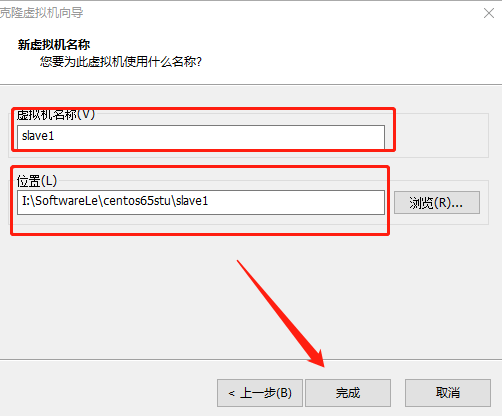 克隆虚拟机向导
新虚拟机名称
您要为此虚拟机使用什么名称?
虚拟机名称(V)
slave1
位置(L)
I:\SoftwareLe\centos65stu\slave1
浏览(R)...
< 上一步(B)
完成
取消